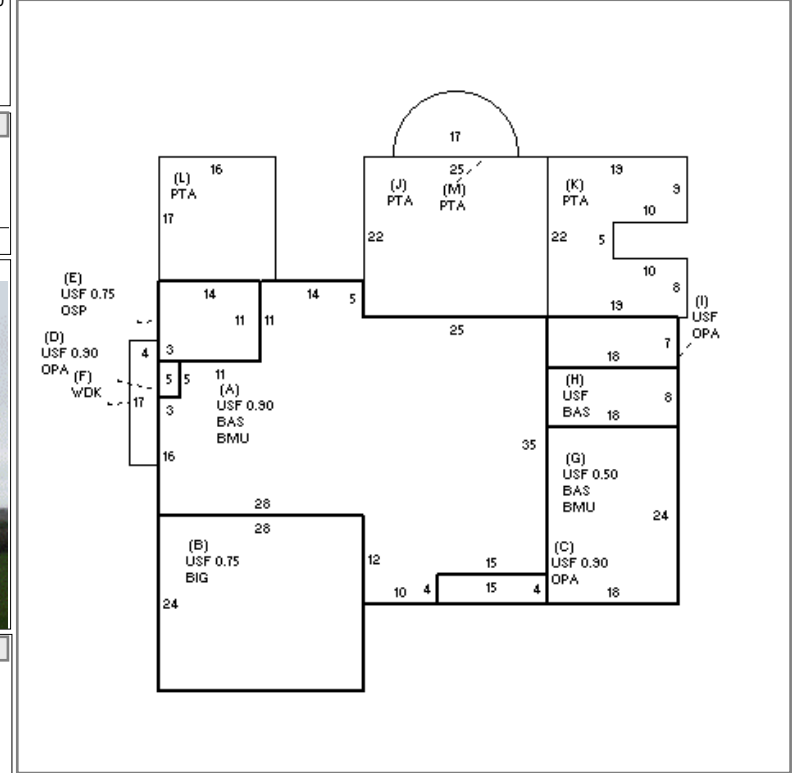 17
16
(L)
PTA
17
25
(J)
PTA
(M)
PTA
22
19
(K)
PTA
9
10
22
5
10
8
19
(E)
USF 0.75
OSP
14
11
3
14
5
11
25
(I)
USF
OPA
7
18
(D)
USF 0.90
OPA
(F)
WDK
4
17
5
5
3
11
(A)
USF 0.90
BAS
BMU
16
28
35
(H)
USF
BAS
8
18
(G)
USF 0.50
BAS
BMU
24
18
28
(B)
USF 0.75
BIG
24
12
10
4
15
15
4
(C)
USF 0.90
OPA